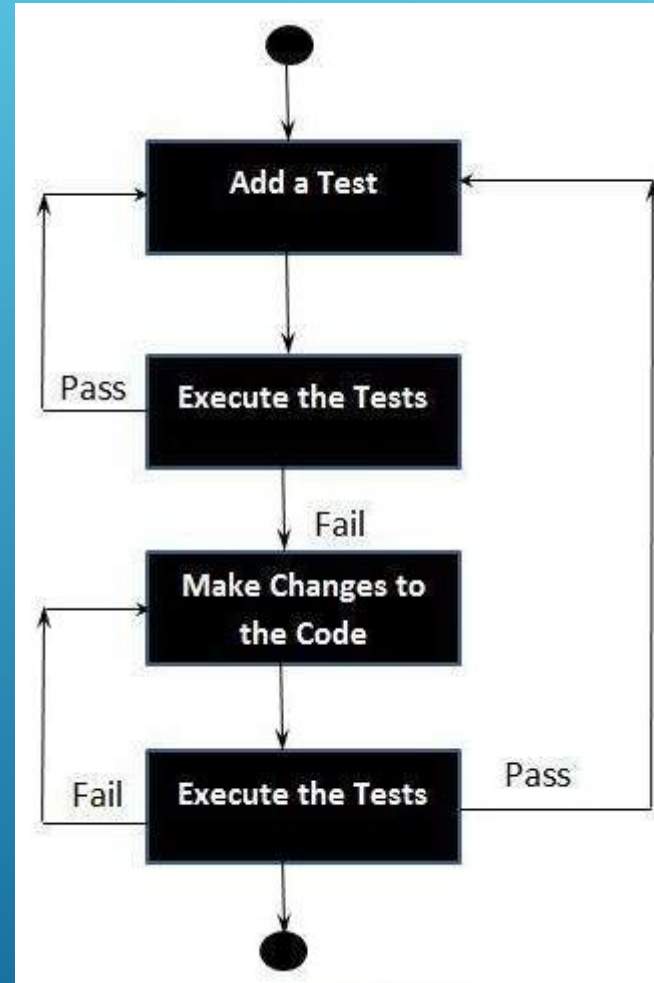 Add a Test
Pass
Execute the Tests
Fail
Make Changes to
the Code
Fail
Execute the Tests
Pass